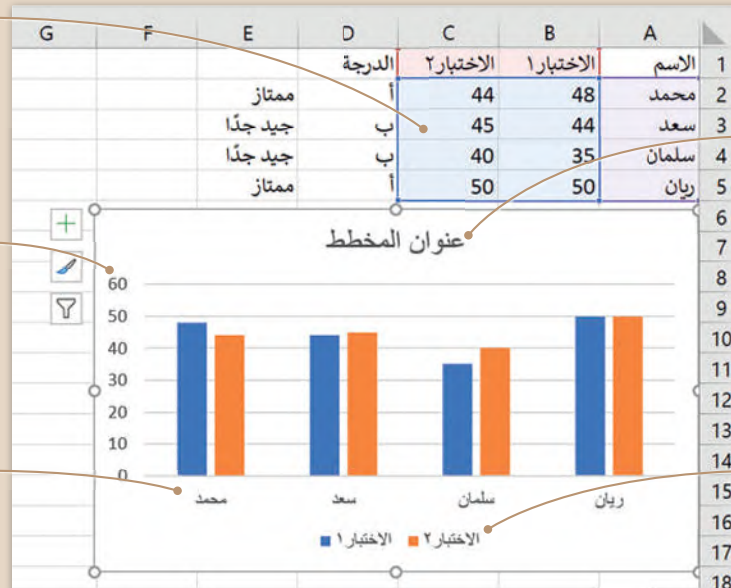 A B C D E F G
1 الاسم الاختبار١ الاختبار٢ الدرجة
2 محمد 48 44 أ ممتاز
3 سعد 44 45 ب جيد جدًا
4 سلمان 35 40 ب جيد جدًا
5 ريان 50 50 أ ممتاز
6
7
8
9
10
11
12
13
14
15
16
17
18
عنوان المخطط
60
50
40
30
20
10
0
محمد سعد سلمان ريان
الاختبار١ الاختبار٢